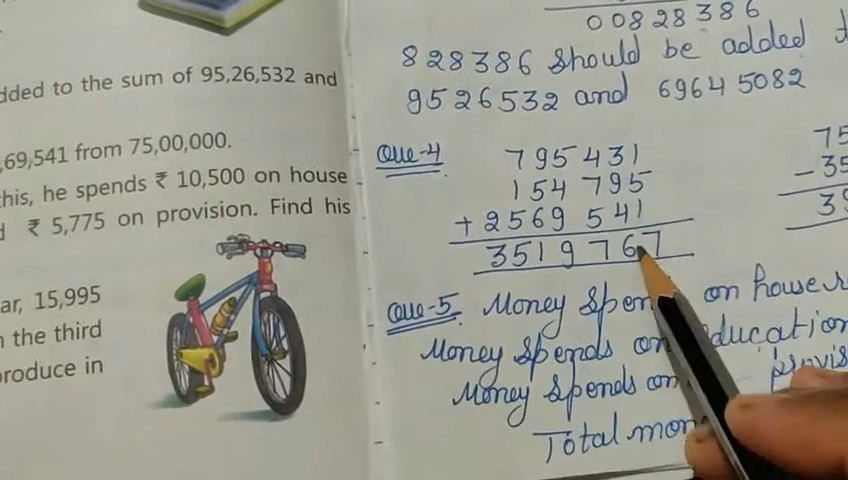 dded to the sum of 95,26,532 and
,69,541 from 75,00,000.
this, he spends ₹ 10,500 on house
₹ 5,775 on provision. Find his
ar, 15,995
the third
produce in
00828386
828386 should be added
9526532 and 69645082
Que-4
795431
154795
+2569541
3519767
75
-35
39
Que-5 Money Spen on house
Money Spends on education
Money Spends on provis
Total mon